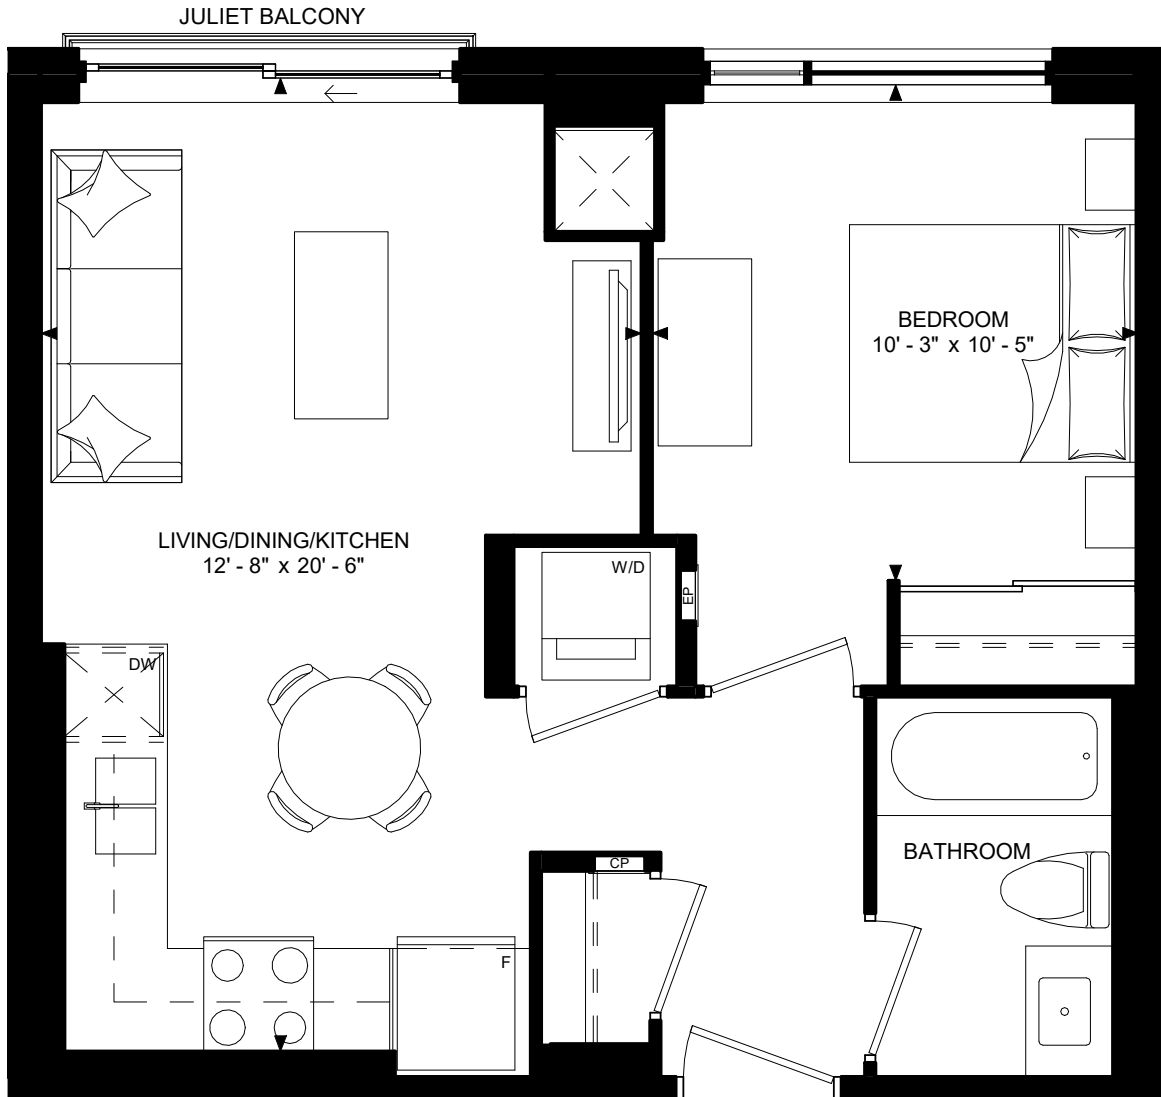 JULIET BALCONY
BEDROOM
10' - 3" x 10' - 5"
LIVING/DINING/KITCHEN
12' - 8" x 20' - 6"
W/D
EP
DW
BATHROOM
CP
F